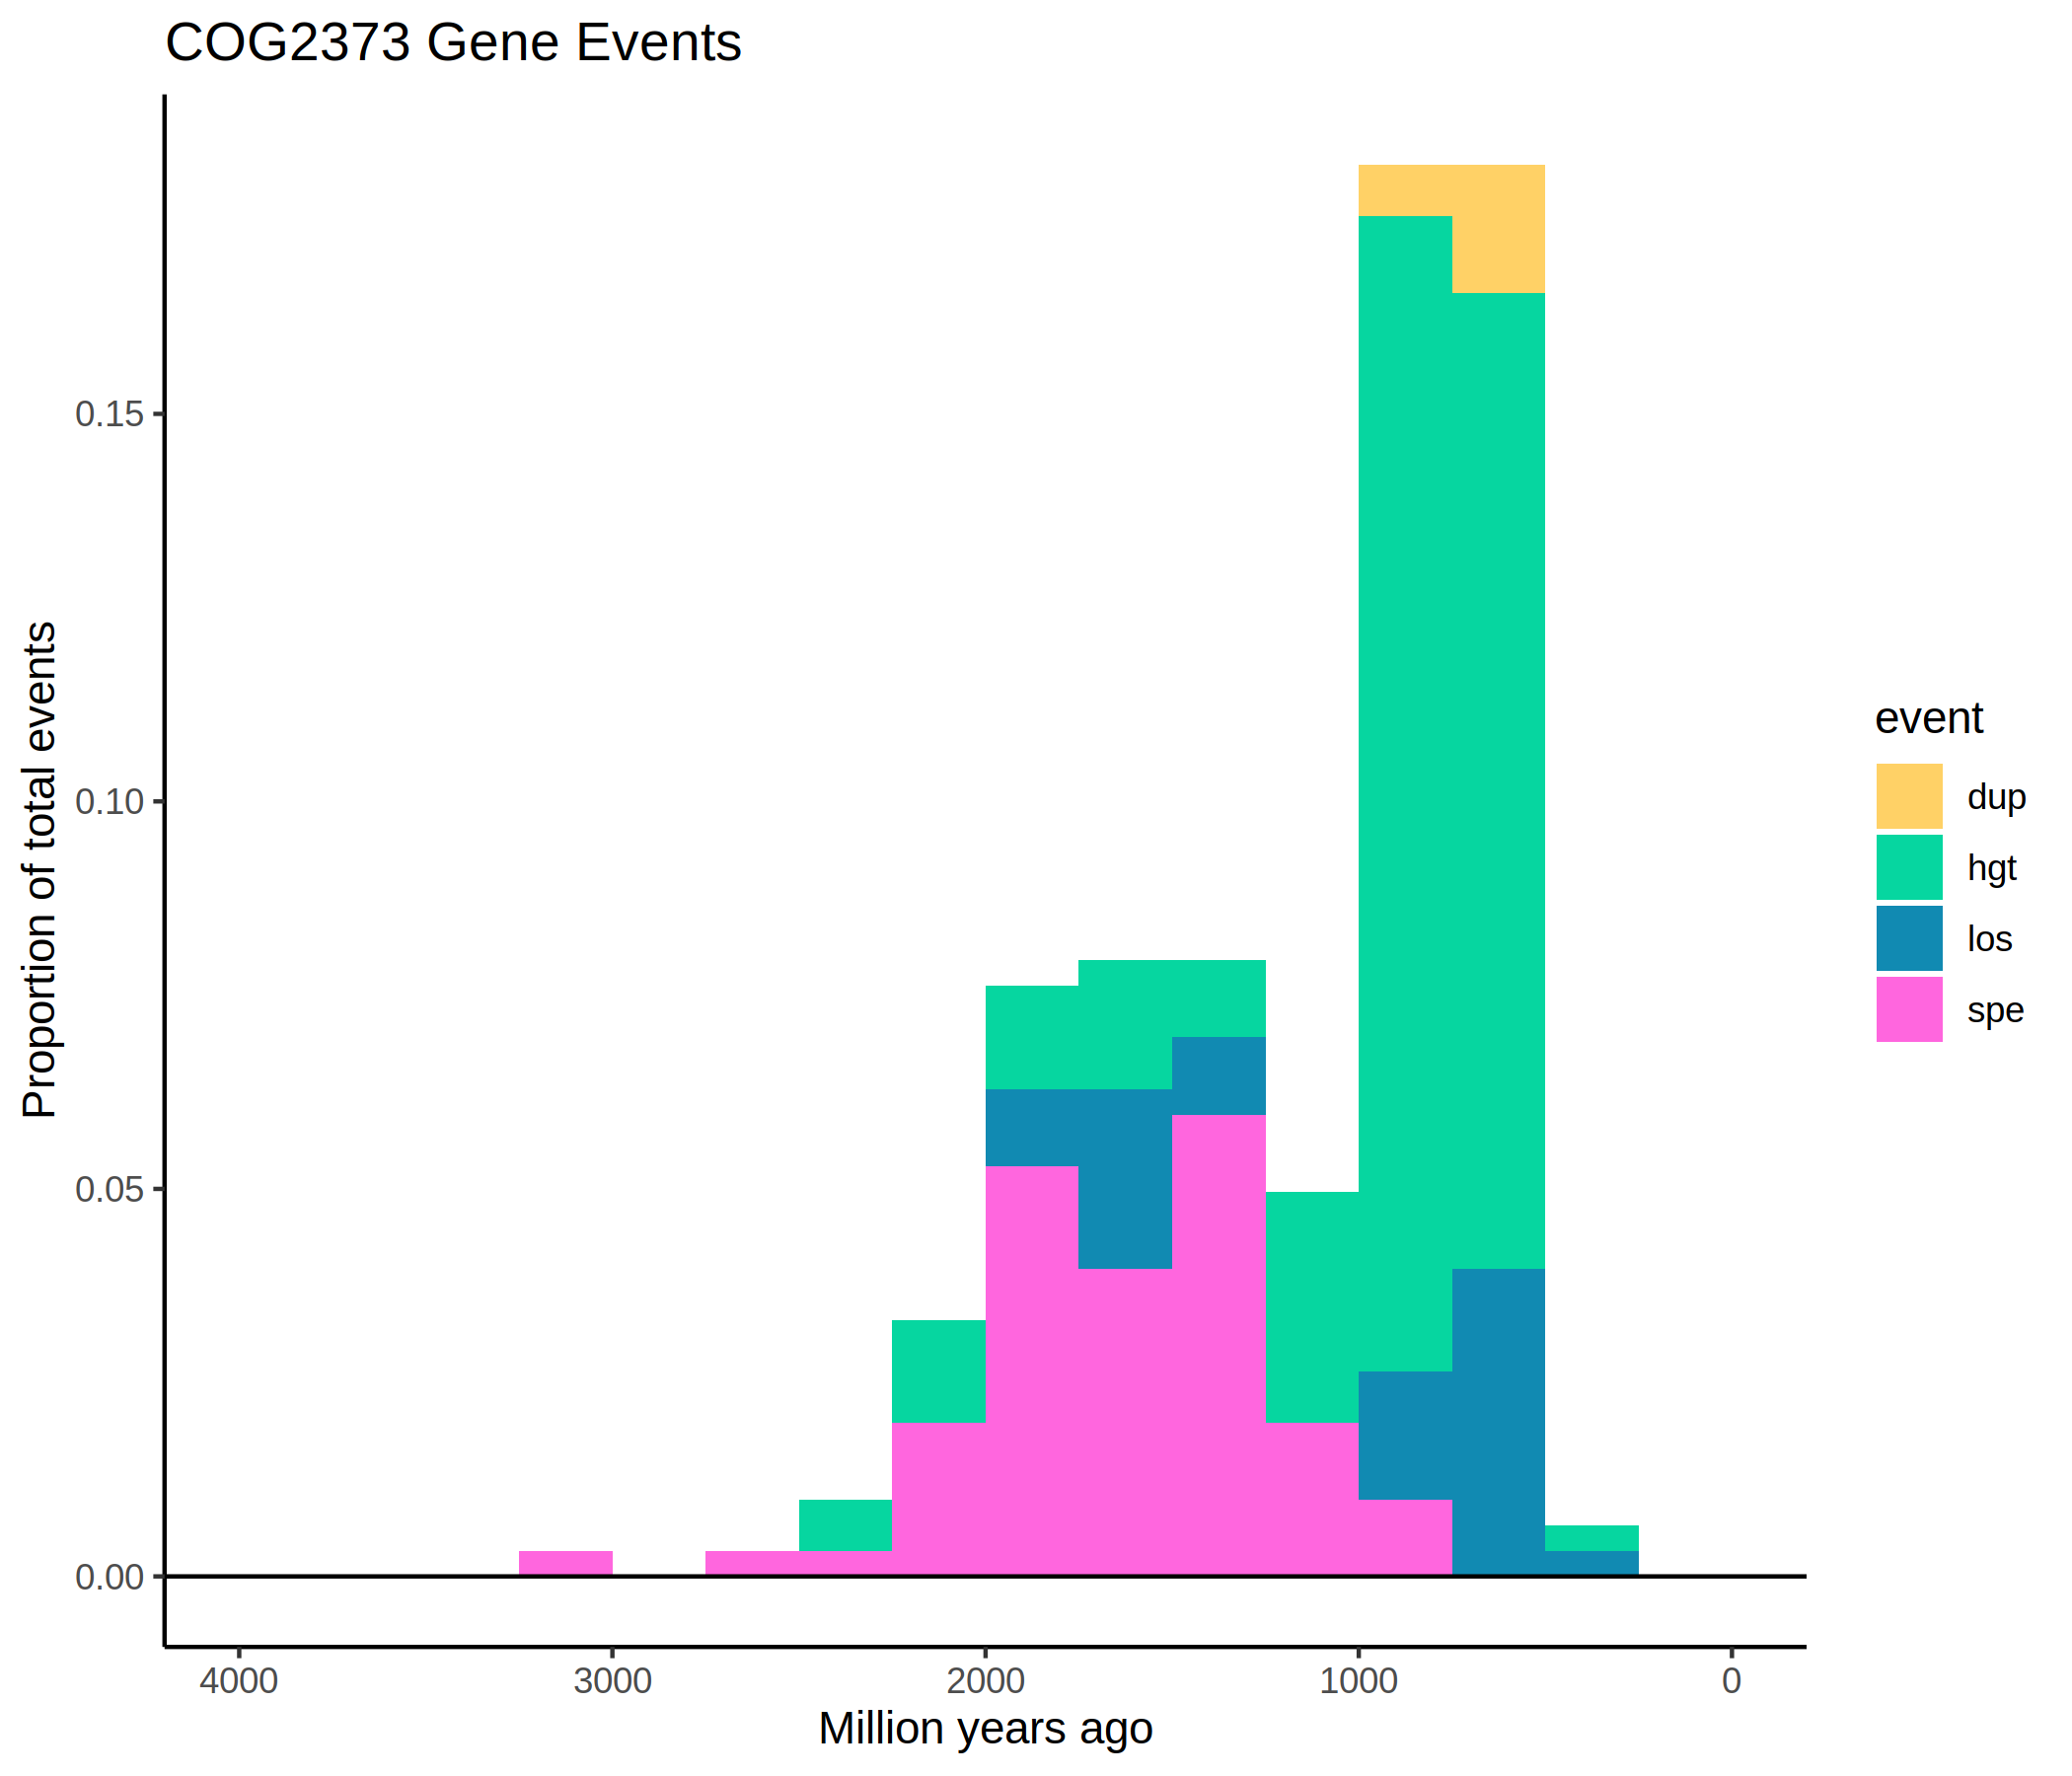 COG2373 Gene Events
Proportion of total events
0.15
0.10
0.05
0.00
4000 3000 2000 1000 0
Million years ago
event
dup
hgt
los
spe